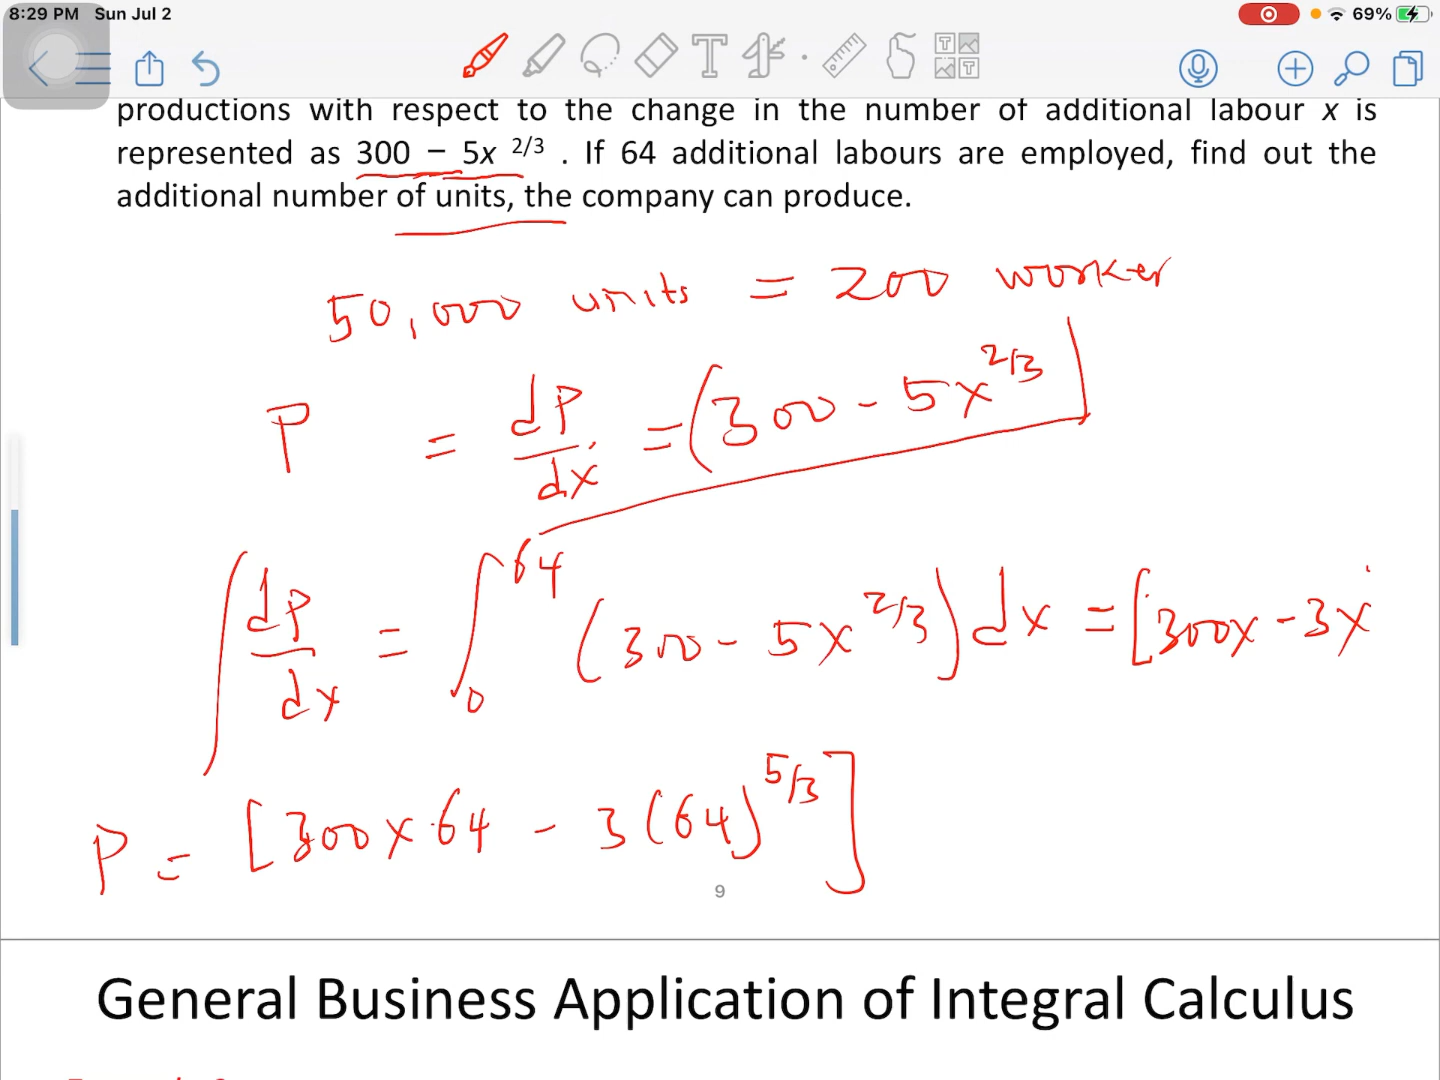 8:29 PM Sun Jul 2 69%
productions with respect to the change in the number of additional labour x is
represented as 300 − 5x 2/3 . If 64 additional labours are employed, find out the
additional number of units, the company can produce.
50,000 units = 200 worker
P = dP/dx = (300 - 5x^2/3)
∫ dP/dx = ∫_0^64 (300 - 5x^2/3) dx = [300x - 3x
P = [300 x 64 - 3(64)^5/3]
9
General Business Application of Integral Calculus